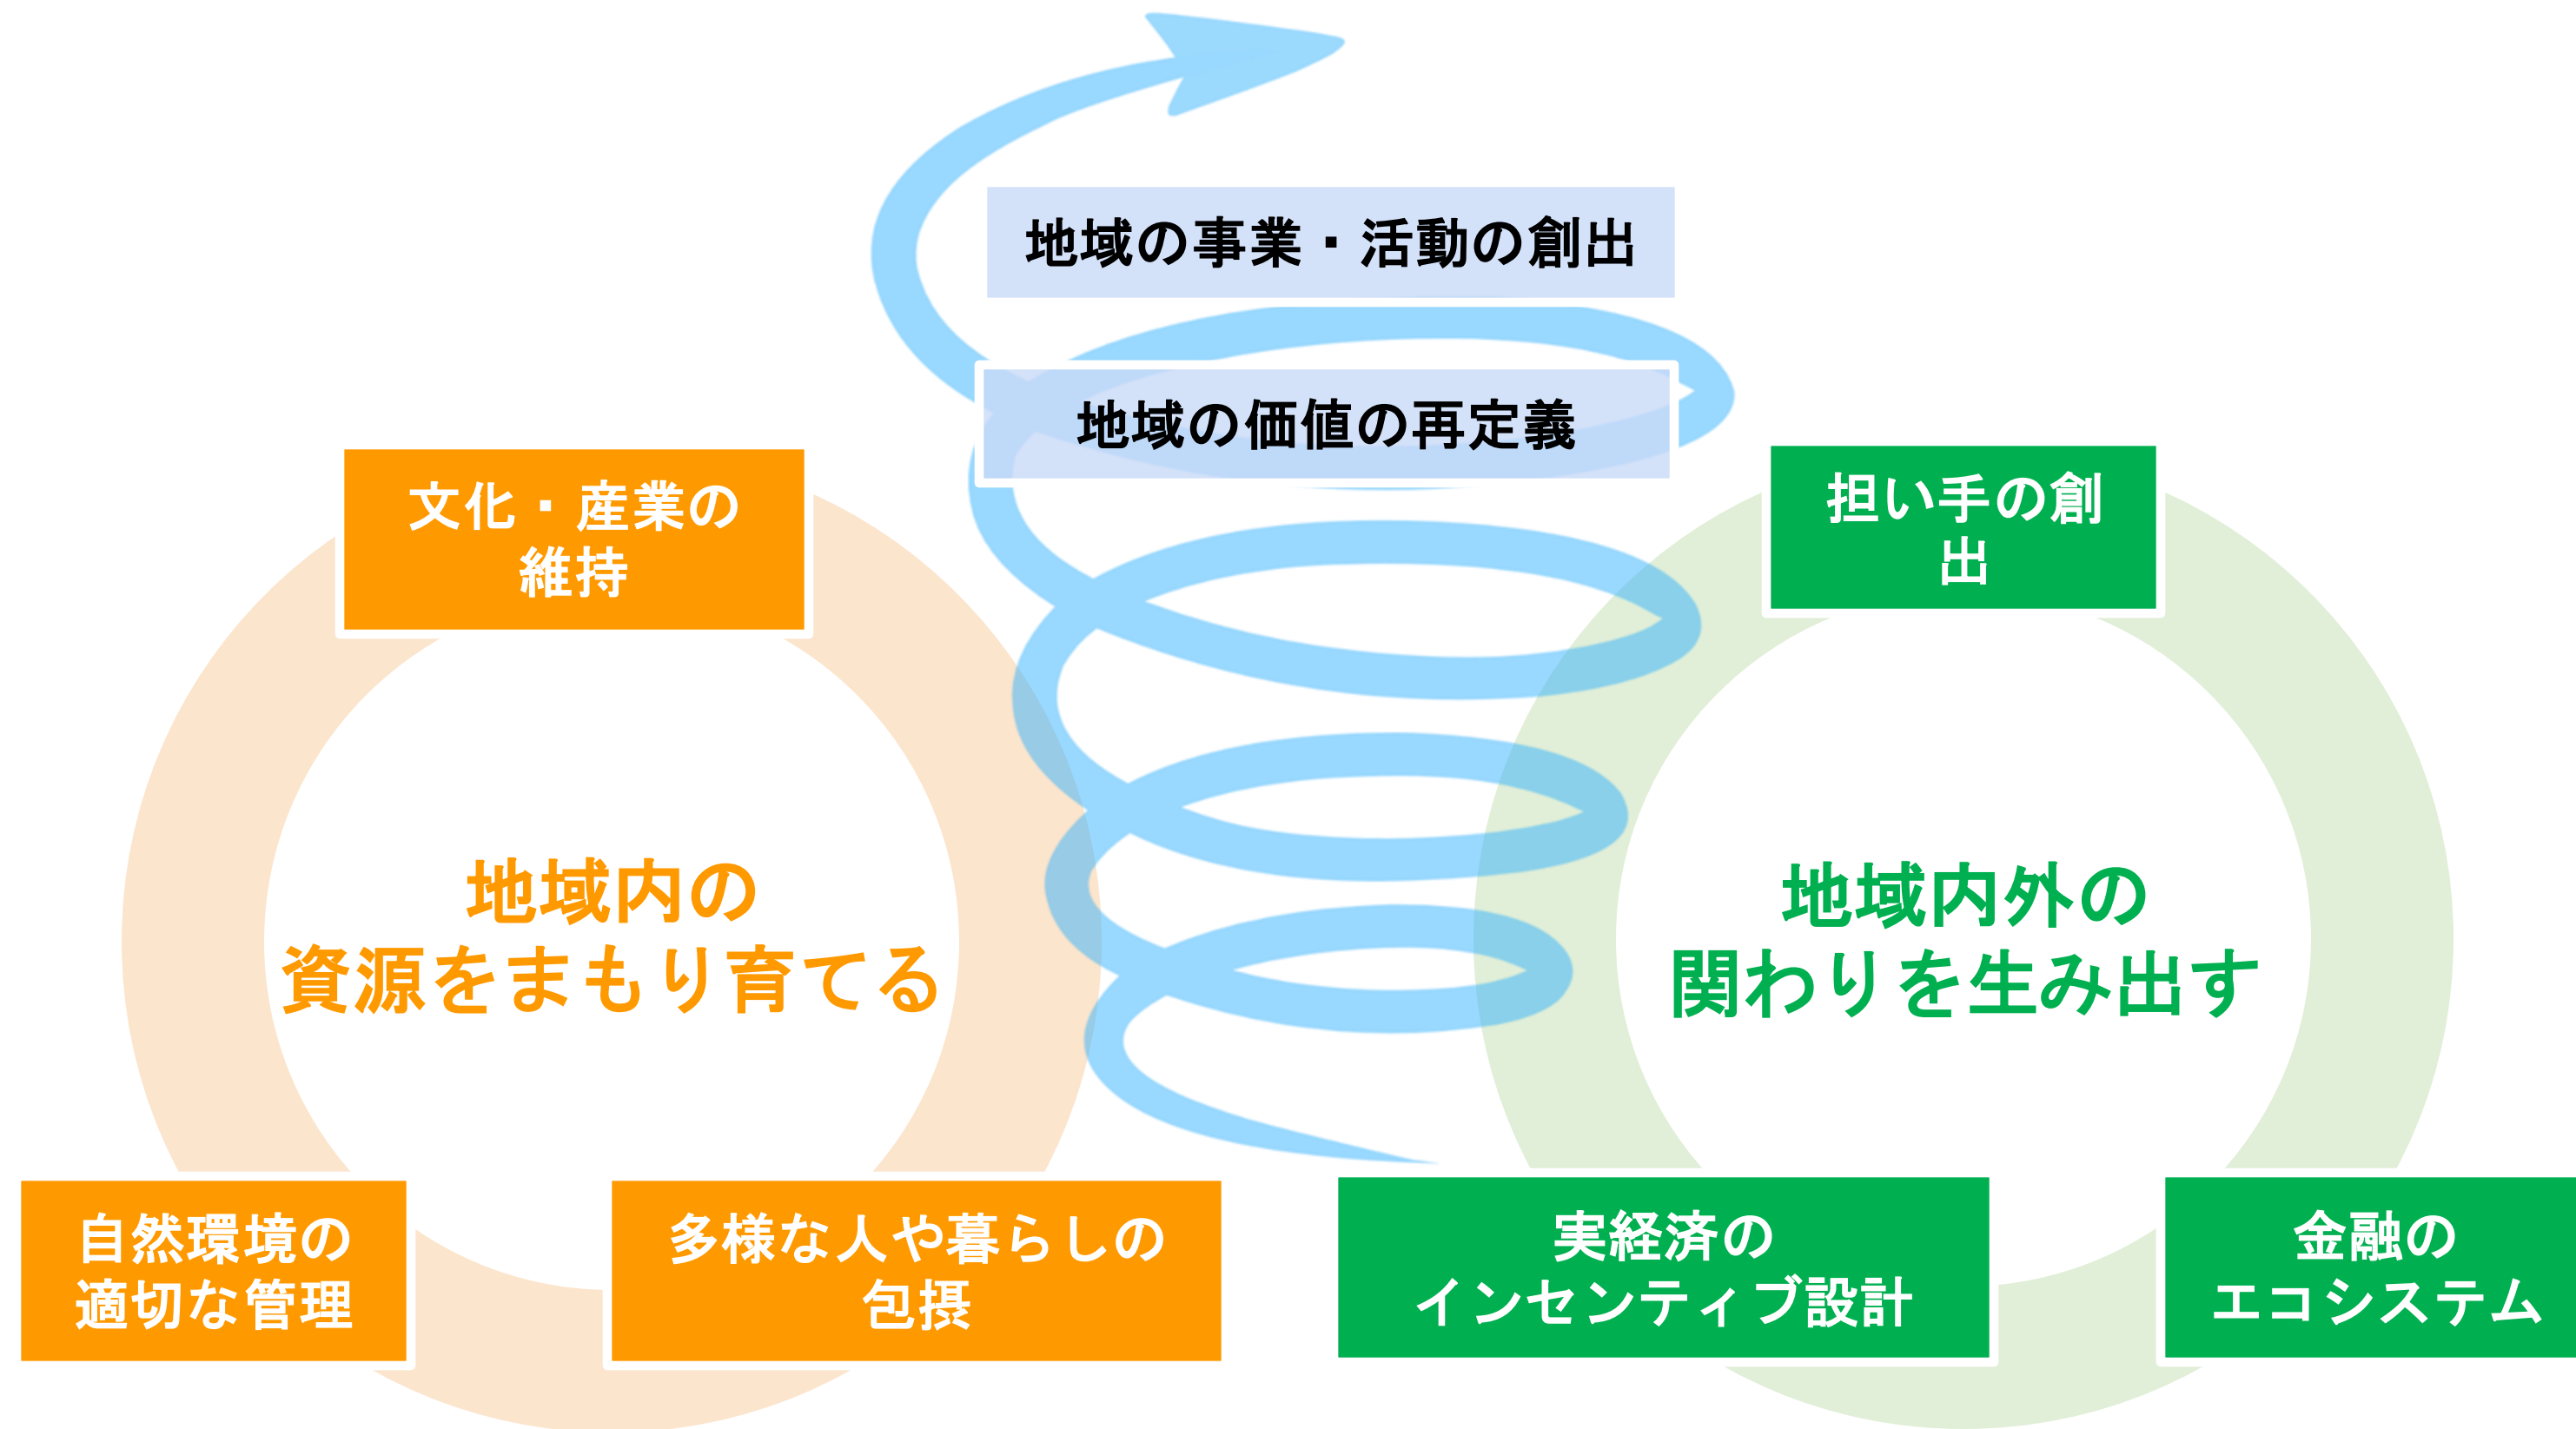 地域の事業・活動の創出
地域の価値の再定義
文化・産業の
維持
地域内の
資源をまもり育てる
自然環境の
適切な管理
多様な人や暮らしの
包摂
担い手の創
出
地域内外の
関わりを生み出す
実経済の
インセンティブ設計
金融の
エコシステム